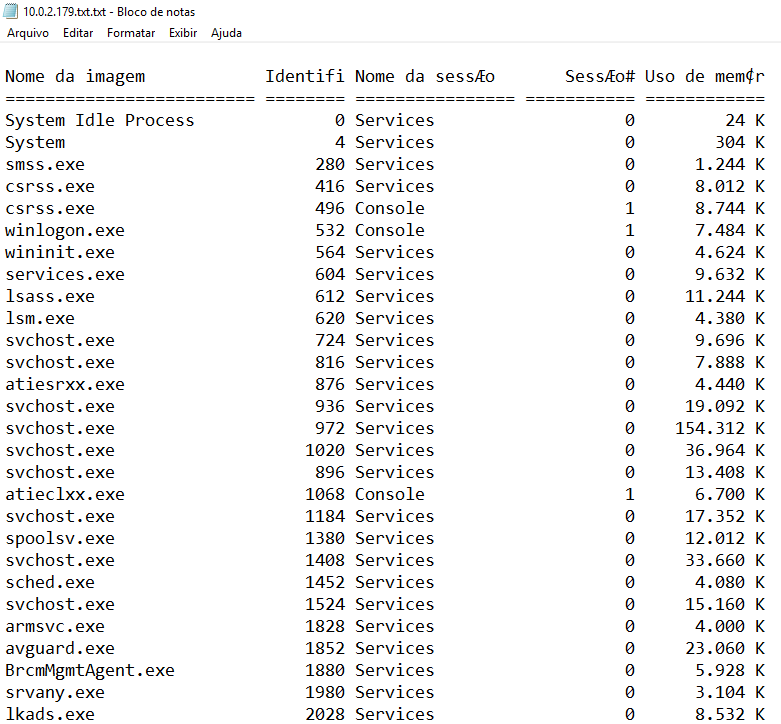 10.0.2.179.txt.txt - Bloco de notas
Arquivo Editar Formatar Exibir Ajuda
Nome da imagem Identifi Nome da sessÆo SessÆo# Uso de mem¢r
========================= ======== ================ =========== ============
System Idle Process 0 Services 0 24 K
System 4 Services 0 304 K
smss.exe 280 Services 0 1.244 K
csrss.exe 416 Services 0 8.012 K
csrss.exe 496 Console 1 8.744 K
winlogon.exe 532 Console 1 7.484 K
wininit.exe 564 Services 0 4.624 K
services.exe 604 Services 0 9.632 K
lsass.exe 612 Services 0 11.244 K
lsm.exe 620 Services 0 4.380 K
svchost.exe 724 Services 0 9.696 K
svchost.exe 816 Services 0 7.888 K
atiesrxx.exe 876 Services 0 4.440 K
svchost.exe 936 Services 0 19.092 K
svchost.exe 972 Services 0 154.312 K
svchost.exe 1020 Services 0 36.964 K
svchost.exe 896 Services 0 13.408 K
atieclxx.exe 1068 Console 1 6.700 K
svchost.exe 1184 Services 0 17.352 K
spoolsv.exe 1380 Services 0 12.012 K
svchost.exe 1408 Services 0 33.660 K
sched.exe 1452 Services 0 4.080 K
svchost.exe 1524 Services 0 15.160 K
armsvc.exe 1828 Services 0 4.000 K
avguard.exe 1852 Services 0 23.060 K
BrcmMgmtAgent.exe 1880 Services 0 5.928 K
srvany.exe 1980 Services 0 3.104 K
lkads.exe 2028 Services 0 8.532 K